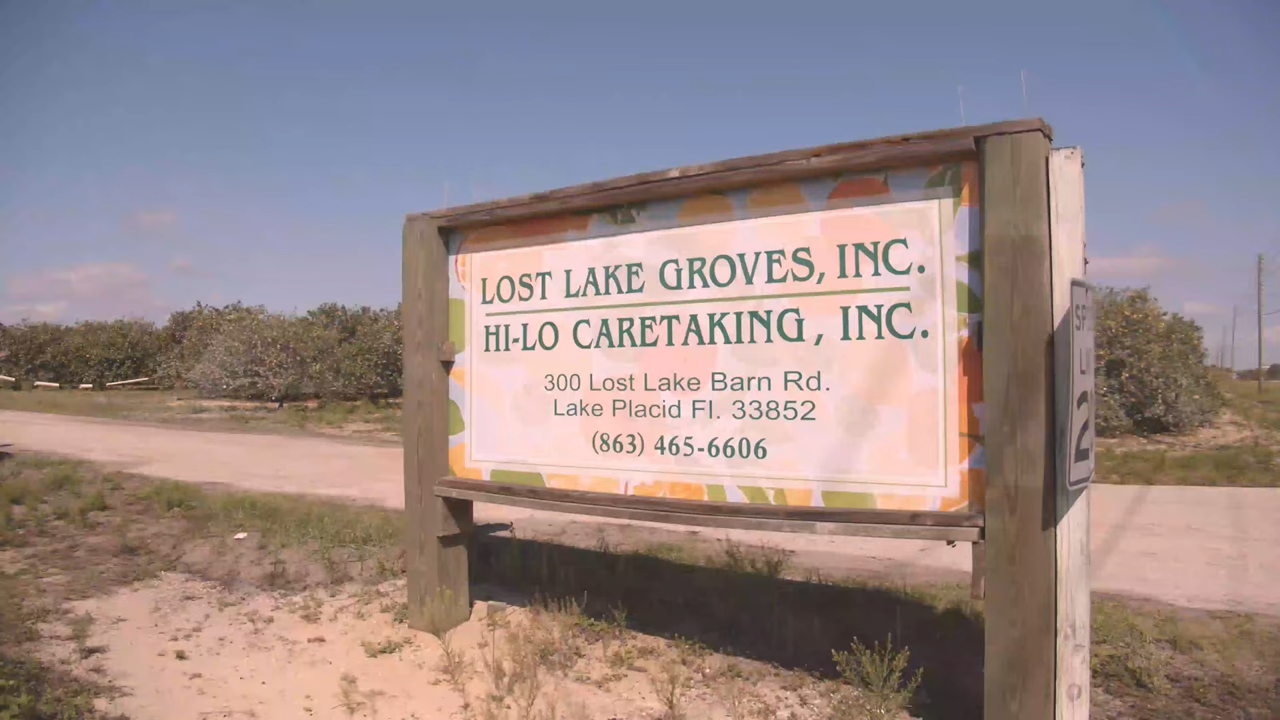 LOST LAKE GROVES, INC.
HI-LO CARETAKING, INC.
300 Lost Lake Barn Rd.
Lake Placid Fl. 33852
(863) 465-6606